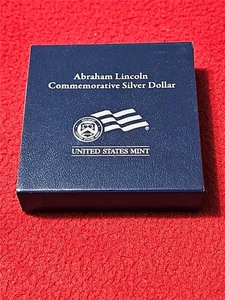 Abraham Lincoln
Commemorative Silver Dollar
UNITED STATES MINT